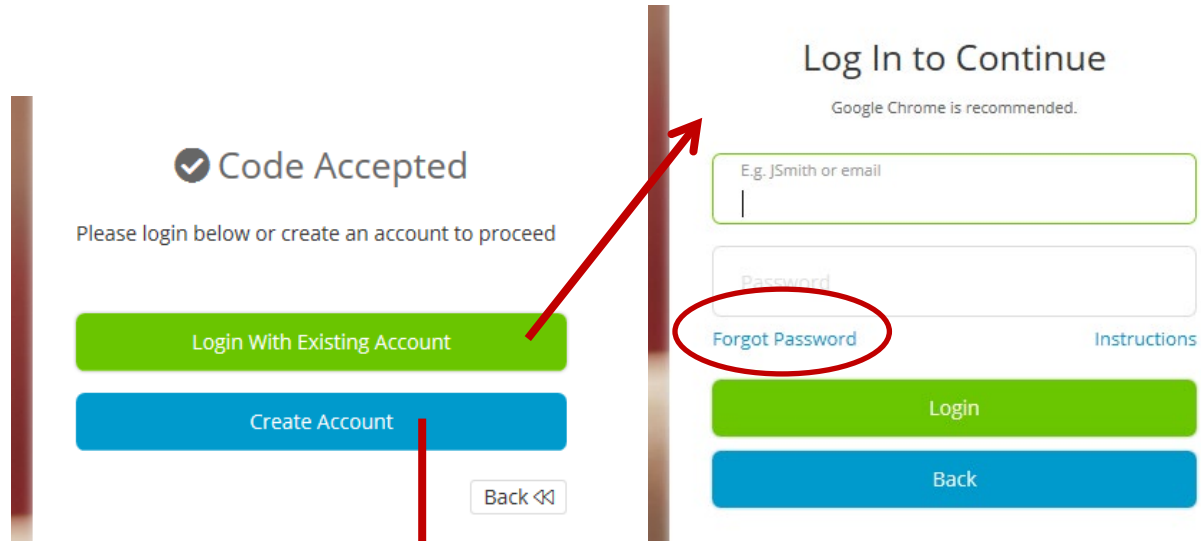 Code Accepted
Please login below or create an account to proceed
Login With Existing Account
Create Account
Back
Log In to Continue
Google Chrome is recommended.
E.g. JSmith or email
Password
Forgot Password
Instructions
Login
Back